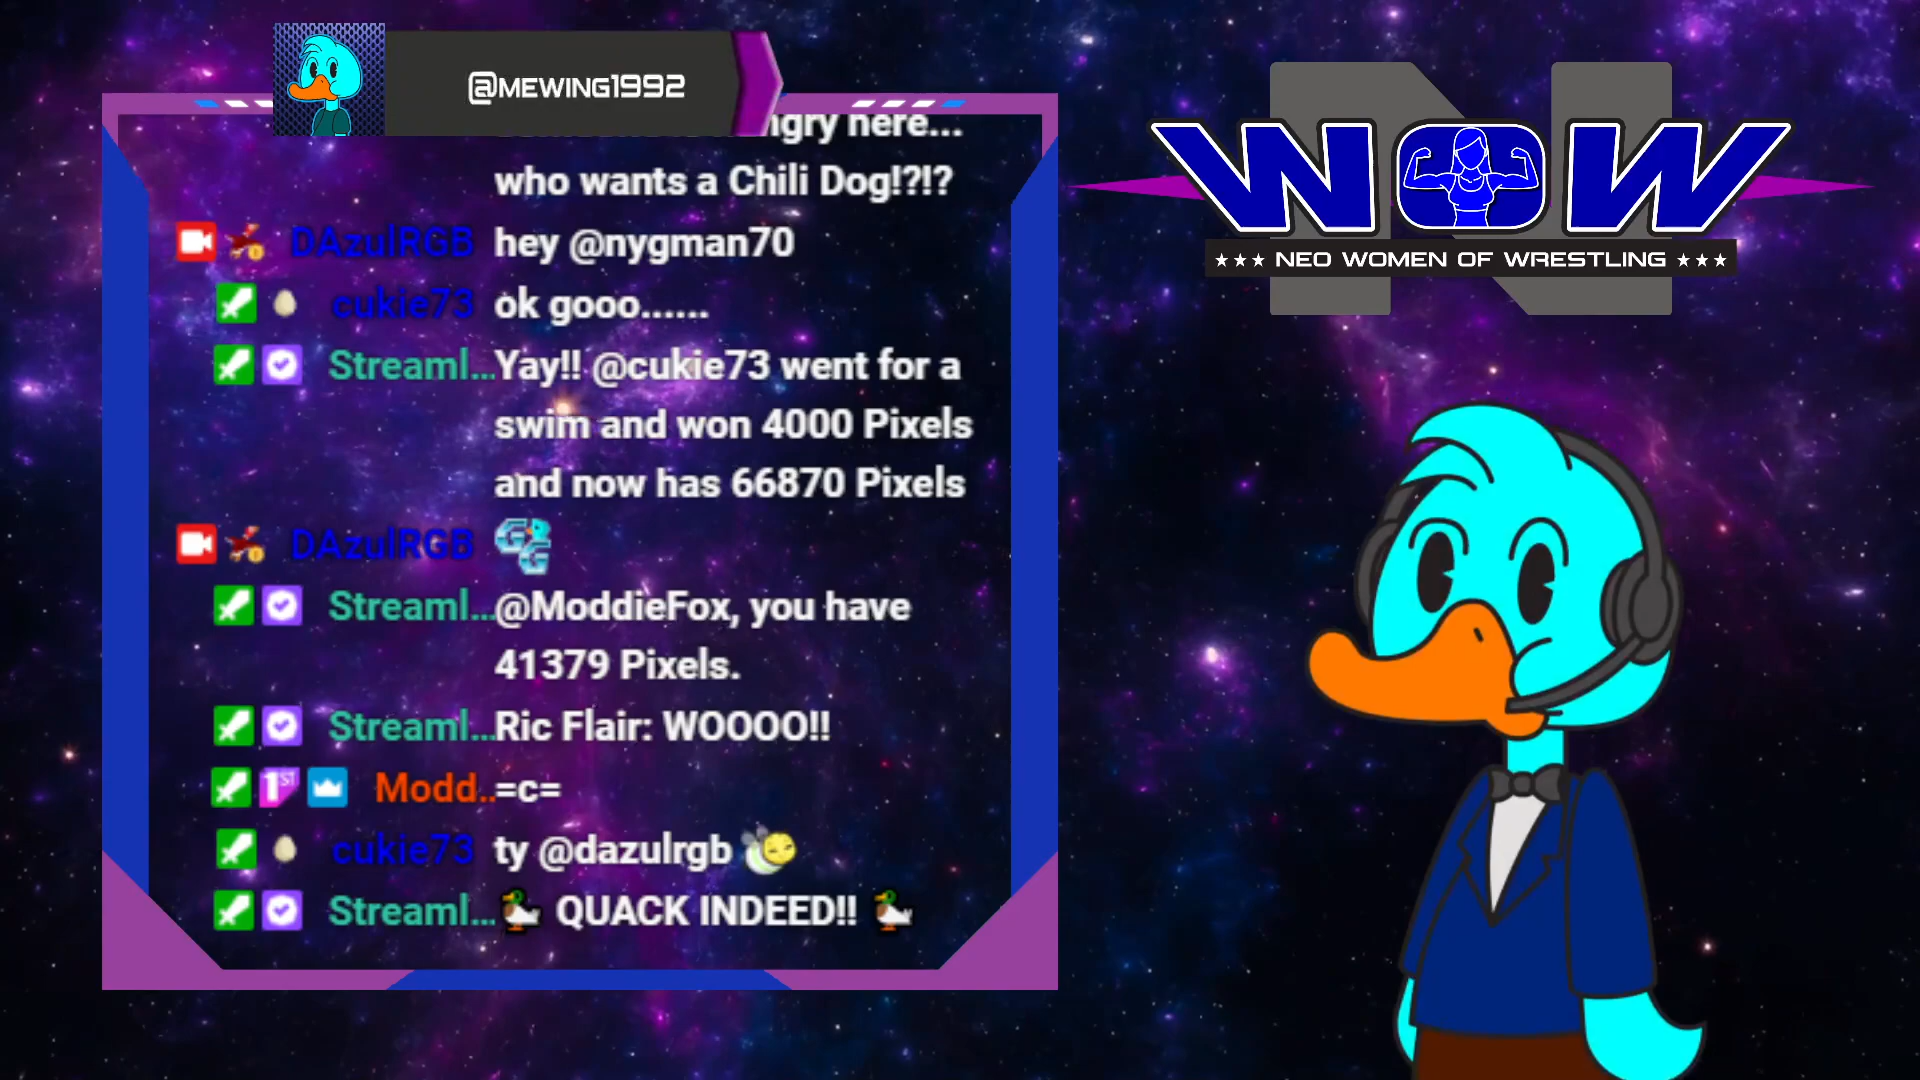 @MEWING1992
ngry here...
who wants a Chili Dog!?!?
DAzulRGB hey @nygman70
cukie73 ok gooo......
Streaml... Yay!! @cukie73 went for a
swim and won 4000 Pixels
and now has 66870 Pixels
DAzulRGB GG
Streaml... @ModdieFox, you have
41379 Pixels.
Streaml... Ric Flair: WOOOO!!
1ST Modd.. =c=
cukie73 ty @dazulrgb
Streaml... QUACK INDEED!!
N
WOW
★★★ NEO WOMEN OF WRESTLING ★★★